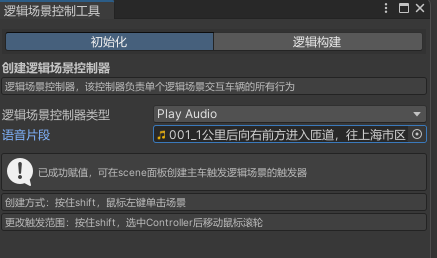 逻辑场景控制工具
初始化
逻辑构建
创建逻辑场景控制器
逻辑场景控制器，该控制器负责单个逻辑场景交互车辆的所有行为
逻辑场景控制器类型 Play Audio
语音片段 001_1公里后向右前方进入匝道，往上海市区
已成功赋值，可在scene面板创建主车触发逻辑场景的触发器
创建方式：按住shift，鼠标左键单击场景
更改触发范围：按住shift，选中Controller后移动鼠标滚轮